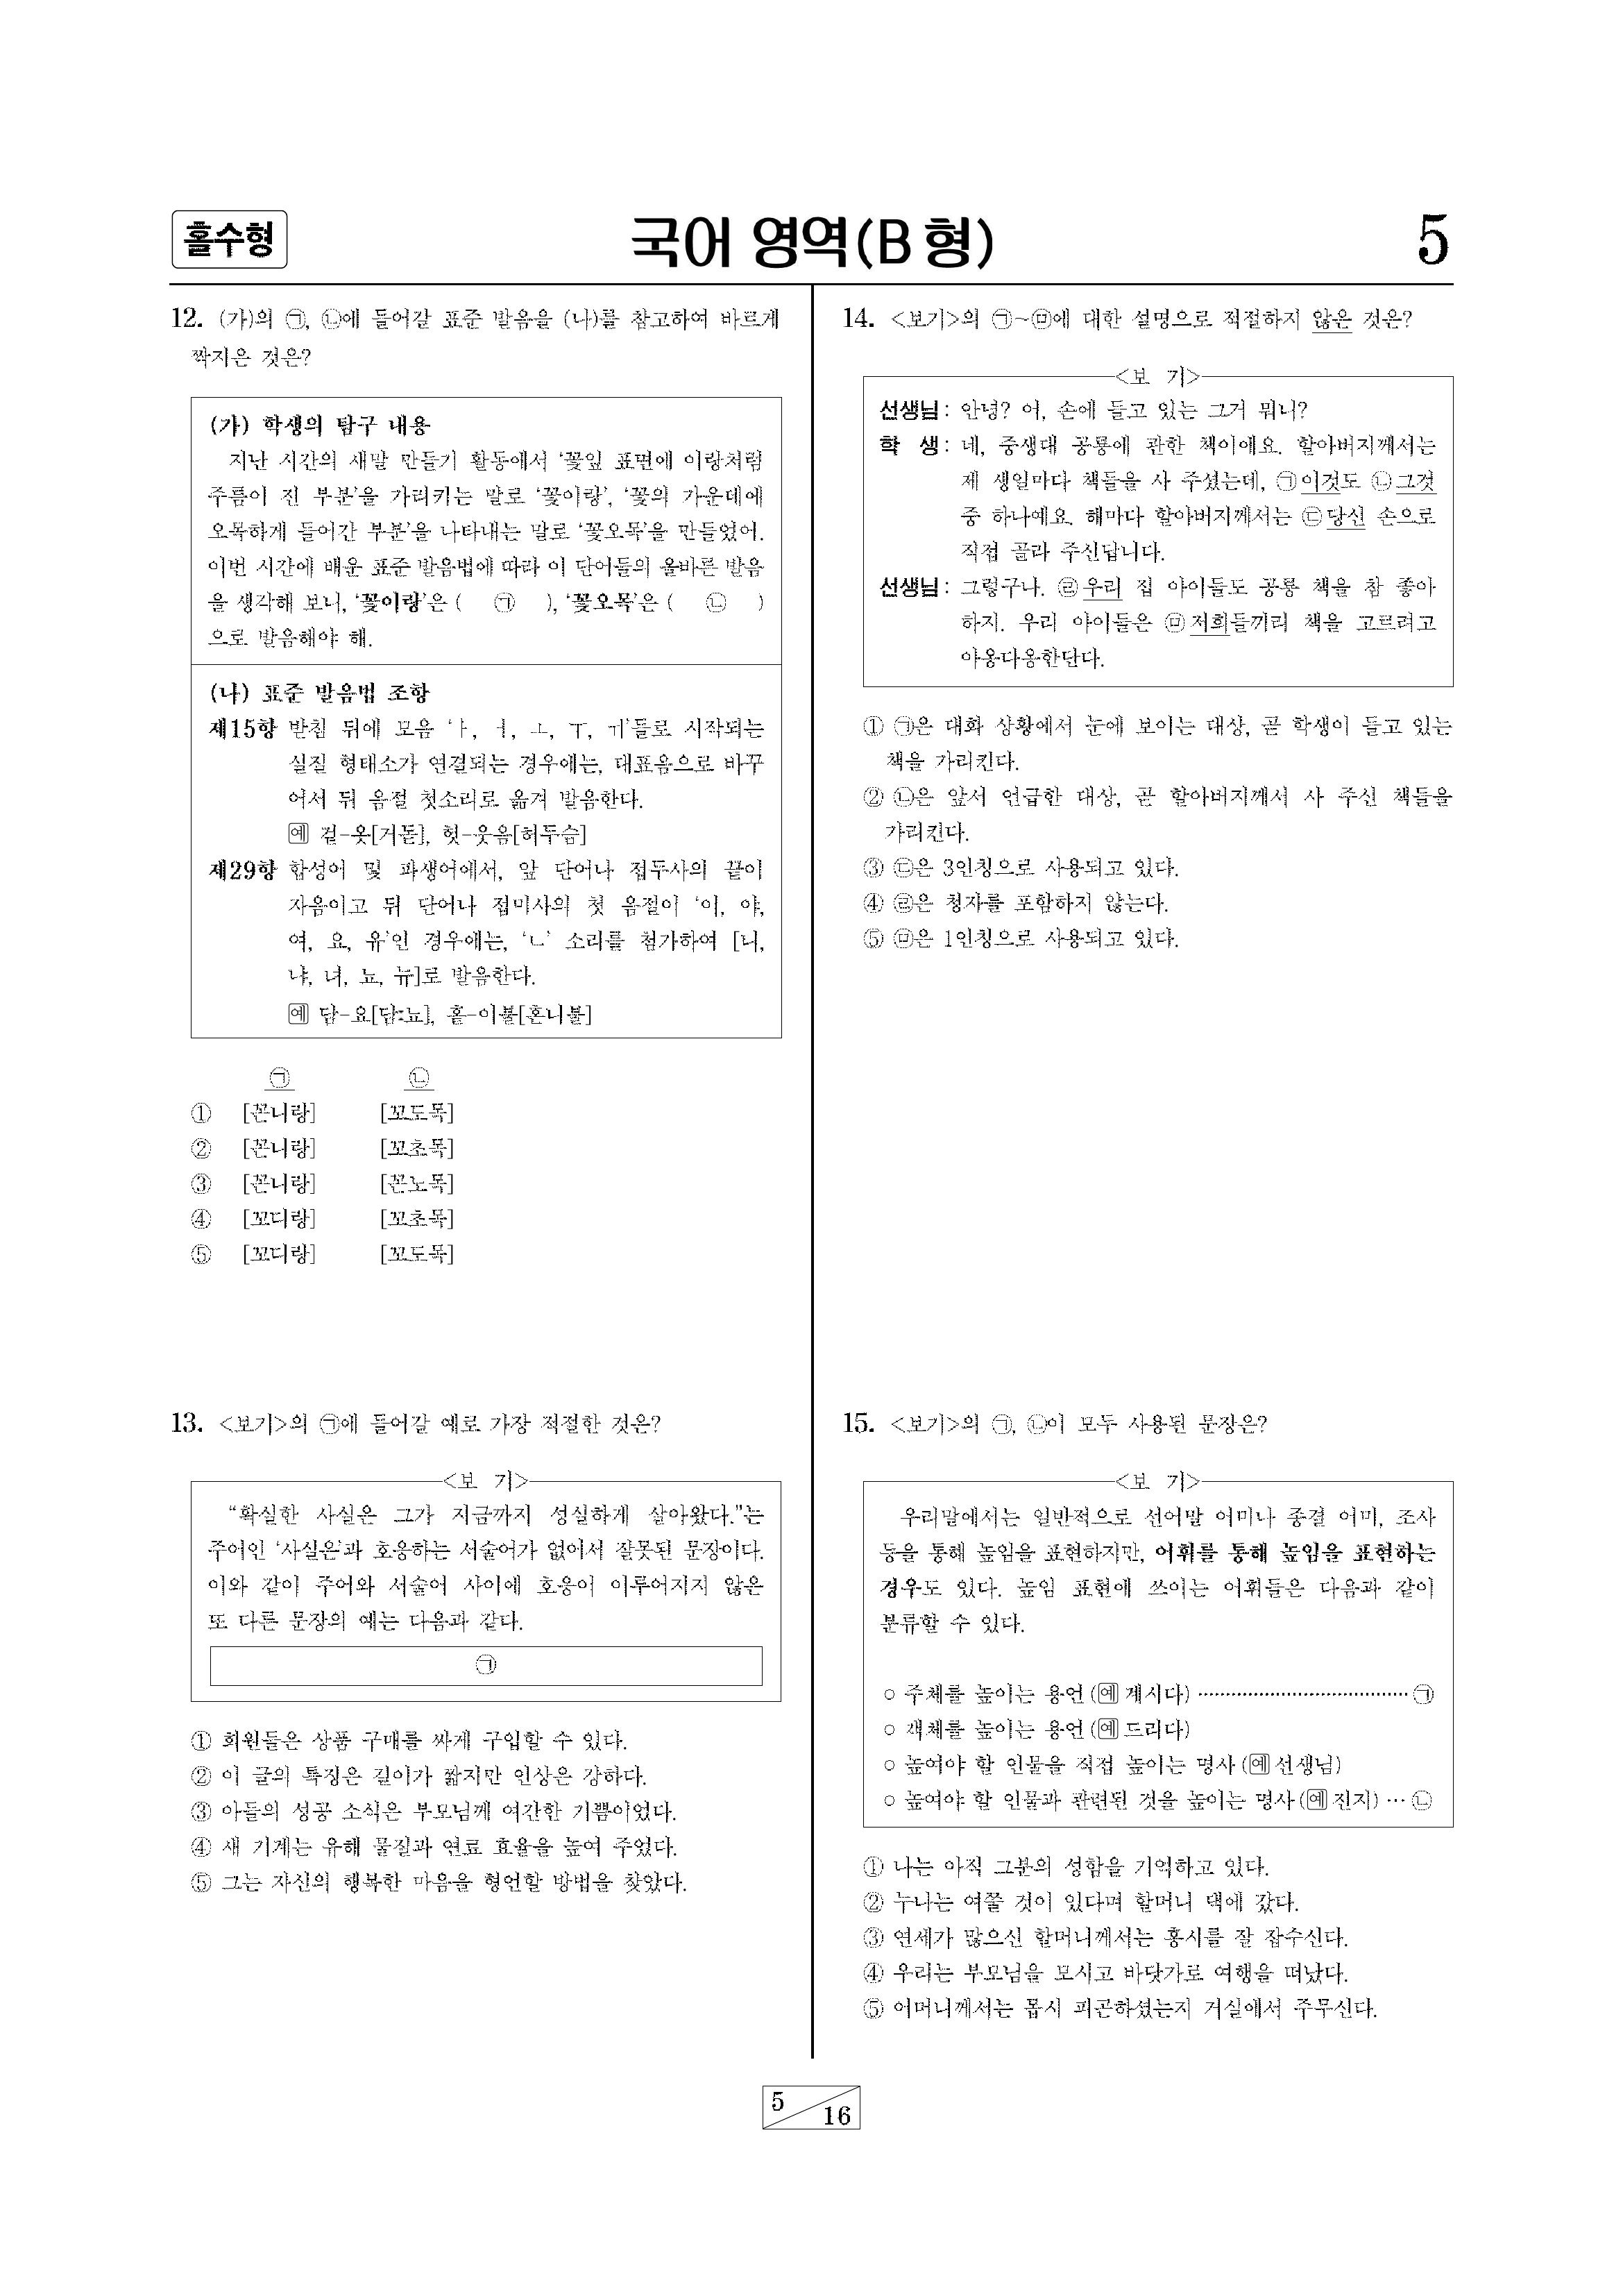 홀수형
국어 영역(B 형)
5
12. (가)의 ㉠, ㉡에 들어갈 표준 발음을 (나)를 참고하여 바르게
짝지은 것은?
(가) 학생의 탐구 내용
지난 시간의 새말 만들기 활동에서 ‘꽃잎 표면에 이랑처럼
주름이 진 부분’을 가리키는 말로 ‘꽃이랑’, ‘꽃의 가운데에
오목하게 들어간 부분’을 나타내는 말로 ‘꽃오목’을 만들었어.
이번 시간에 배운 표준 발음법에 따라 이 단어들의 올바른 발음
을 생각해 보니, ‘꽃이랑’은 ( ㉠ ), ‘꽃오목’은 ( ㉡ )
으로 발음해야 해.
(나) 표준 발음법 조항
제15항 받침 뒤에 모음 ‘ㅏ, ㅓ, ㅗ, ㅜ, ㅟ’들로 시작되는
실질 형태소가 연결되는 경우에는, 대표음으로 바꾸
어서 뒤 음절 첫소리로 옮겨 발음한다.
예 겉-옷[거돋], 헛-웃음[허두슴]
제29항 합성어 및 파생어에서, 앞 단어나 접두사의 끝이
자음이고 뒤 단어나 접미사의 첫 음절이 ‘이, 야,
여, 요, 유’인 경우에는, ‘ㄴ’ 소리를 첨가하여 [니,
냐, 녀, 뇨, 뉴]로 발음한다.
예 담-요[담:뇨], 홑-이불[혼니불]
㉠ ㉡
① [꼰니랑] [꼬도목]
② [꼰니랑] [꼬초목]
③ [꼰니랑] [꼰노목]
④ [꼬디랑] [꼬초목]
⑤ [꼬디랑] [꼬도목]
13. <보기>의 ㉠에 들어갈 예로 가장 적절한 것은?
<보 기>
“확실한 사실은 그가 지금까지 성실하게 살아왔다.”는
주어인 ‘사실은’과 호응하는 서술어가 없어서 잘못된 문장이다.
이와 같이 주어와 서술어 사이에 호응이 이루어지지 않은
또 다른 문장의 예는 다음과 같다.
㉠
① 회원들은 상품 구매를 싸게 구입할 수 있다.
② 이 글의 특징은 길이가 짧지만 인상은 강하다.
③ 아들의 성공 소식은 부모님께 여간한 기쁨이었다.
④ 새 기계는 유해 물질과 연료 효율을 높여 주었다.
⑤ 그는 자신의 행복한 마음을 형언할 방법을 찾았다.
14. <보기>의 ㉠~㉤에 대한 설명으로 적절하지 않은 것은?
<보 기>
선생님 : 안녕? 어, 손에 들고 있는 그거 뭐니?
학 생 : 네, 중생대 공룡에 관한 책이에요. 할아버지께서는
제 생일마다 책들을 사 주셨는데, ㉠이것도 ㉡그것
중 하나예요. 해마다 할아버지께서는 ㉢당신 손으로
직접 골라 주신답니다.
선생님 : 그렇구나. ㉣우리 집 아이들도 공룡 책을 참 좋아
하지. 우리 아이들은 ㉤저희들끼리 책을 고르려고
아옹다옹한단다.
① ㉠은 대화 상황에서 눈에 보이는 대상, 곧 학생이 들고 있는
책을 가리킨다.
② ㉡은 앞서 언급한 대상, 곧 할아버지께서 사 주신 책들을
가리킨다.
③ ㉢은 3인칭으로 사용되고 있다.
④ ㉣은 청자를 포함하지 않는다.
⑤ ㉤은 1인칭으로 사용되고 있다.
15. <보기>의 ㉠, ㉡이 모두 사용된 문장은?
<보 기>
우리말에서는 일반적으로 선어말 어미나 종결 어미, 조사
등을 통해 높임을 표현하지만, 어휘를 통해 높임을 표현하는
경우도 있다. 높임 표현에 쓰이는 어휘들은 다음과 같이
분류할 수 있다.
○ 주체를 높이는 용언 (예 계시다) ·································· ㉠
○ 객체를 높이는 용언 (예 드리다)
○ 높여야 할 인물을 직접 높이는 명사 (예 선생님)
○ 높여야 할 인물과 관련된 것을 높이는 명사 (예 진지) ··· ㉡
① 나는 아직 그분의 성함을 기억하고 있다.
② 누나는 여쭐 것이 있다며 할머니 댁에 갔다.
③ 연세가 많으신 할머니께서는 홍시를 잘 잡수신다.
④ 우리는 부모님을 모시고 바닷가로 여행을 떠났다.
⑤ 어머니께서는 몹시 피곤하셨는지 거실에서 주무신다.
5
16